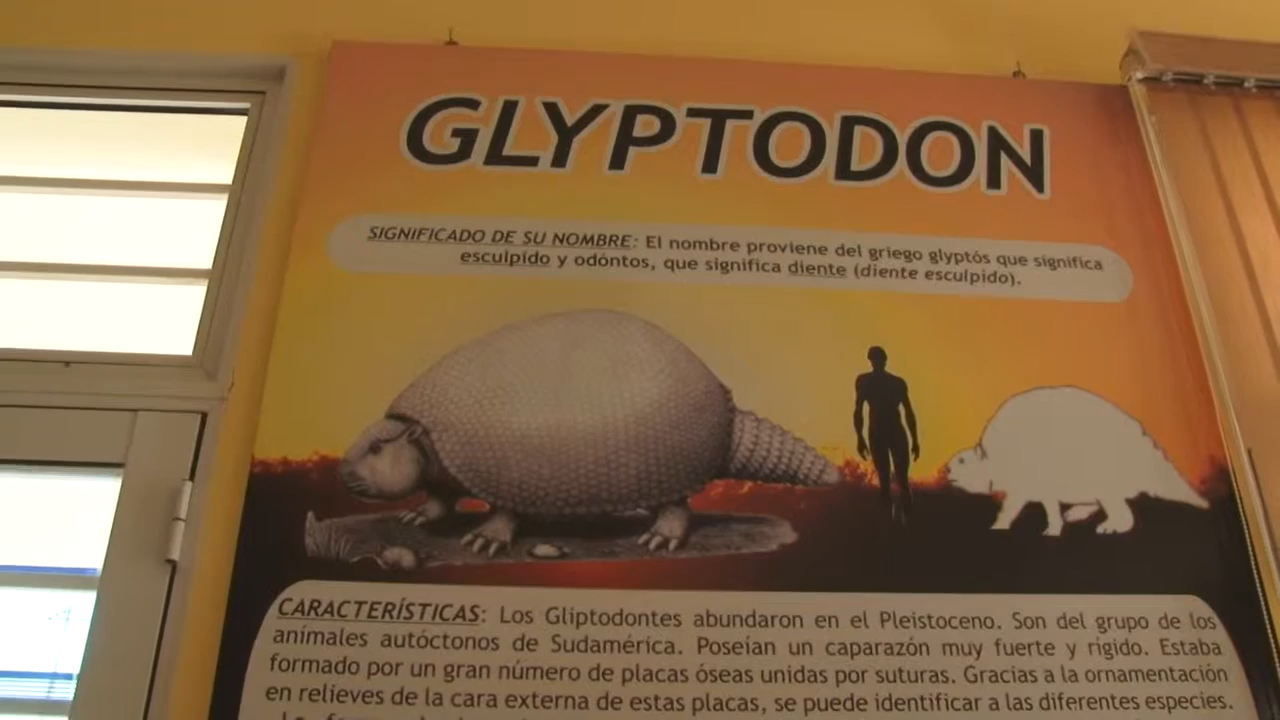 GLYPTODON
SIGNIFICADO DE SU NOMBRE: El nombre proviene del griego glyptós que significa
esculpido y odóntos, que significa diente (diente esculpido).
CARACTERÍSTICAS: Los Gliptodontes abundaron en el Pleistoceno. Son del grupo de los
animales autóctonos de Sudamérica. Poseían un caparazón muy fuerte y rígido. Estaba
formado por un gran número de placas óseas unidas por suturas. Gracias a la ornamentación
en relieves de la cara externa de estas placas, se puede identificar a las diferentes especies.